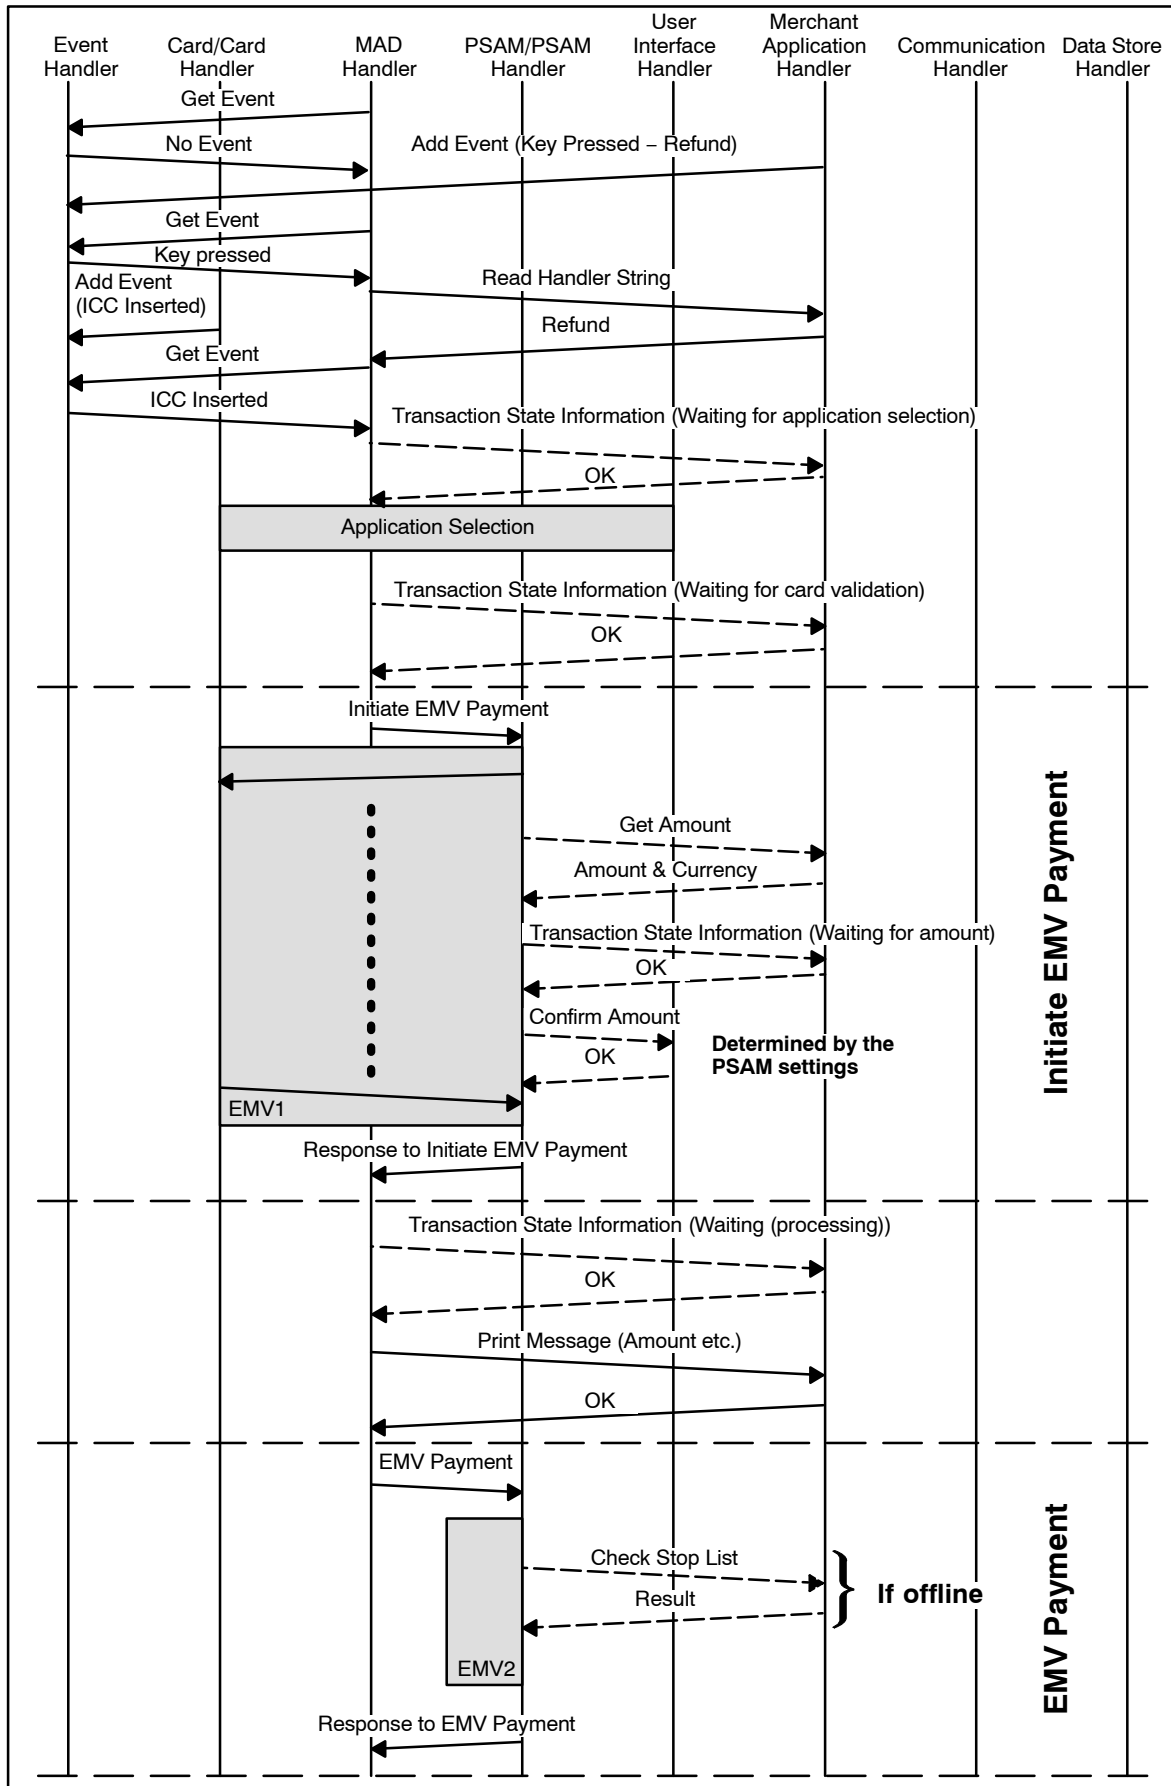 Event
Handler
Card/Card
Handler
MAD
Handler
PSAM/PSAM
Handler
User
Interface
Handler
Merchant
Application
Handler
Communication
Handler
Data Store
Handler
Get Event
No Event
Add Event (Key Pressed – Refund)
Get Event
Key pressed
Add Event
(ICC Inserted)
Read Handler String
Refund
Get Event
ICC Inserted
Transaction State Information (Waiting for application selection)
OK
Application Selection
Transaction State Information (Waiting for card validation)
OK
Initiate EMV Payment
Get Amount
Amount & Currency
Transaction State Information (Waiting for amount)
OK
Confirm Amount
OK
Determined by the
PSAM settings
EMV1
Initiate EMV Payment
Response to Initiate EMV Payment
Transaction State Information (Waiting (processing))
OK
Print Message (Amount etc.)
OK
EMV Payment
Check Stop List
Result
} If offline
EMV2
EMV Payment
Response to EMV Payment